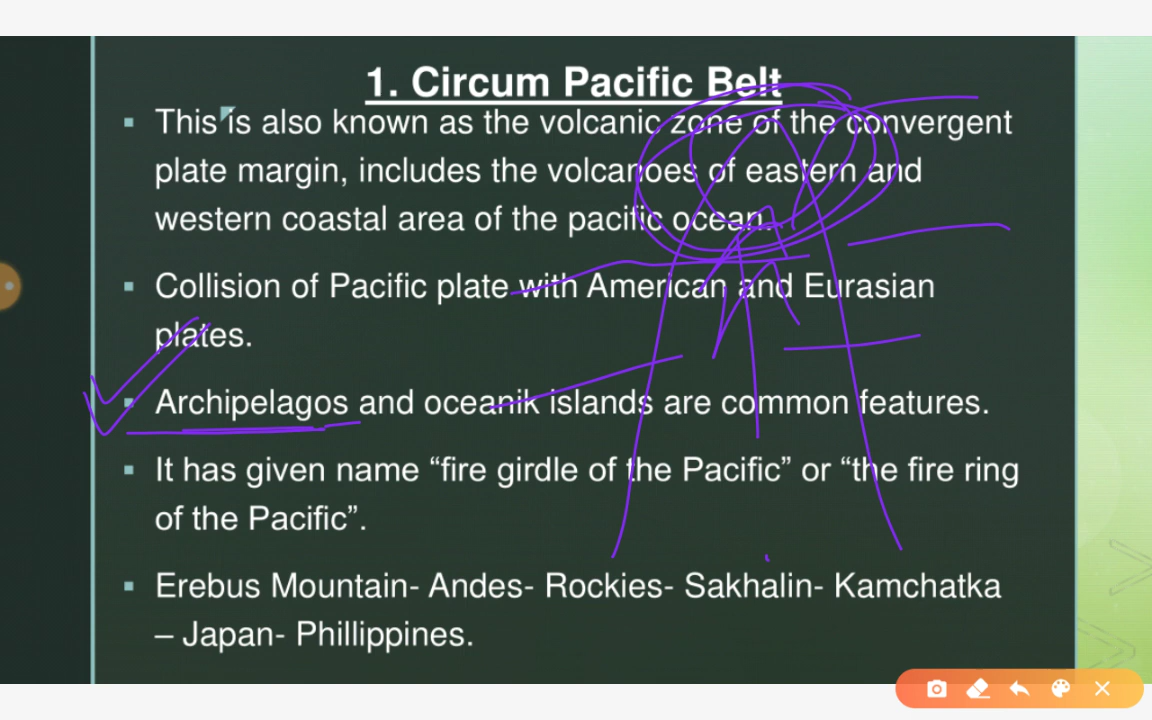 1. Circum Pacific Belt
This is also known as the volcanic zone of the convergent
plate margin, includes the volcanoes of eastern and
western coastal area of the pacific ocean.
Collision of Pacific plate with American and Eurasian
plates.
Archipelagos and oceanik islands are common features.
It has given name “fire girdle of the Pacific” or “the fire ring
of the Pacific”.
Erebus Mountain- Andes- Rockies- Sakhalin- Kamchatka
– Japan- Phillippines.